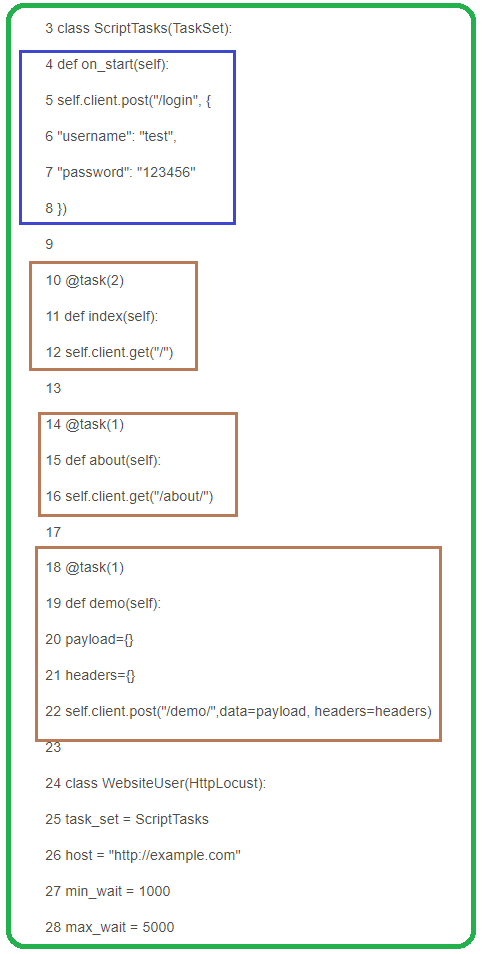 3 class ScriptTasks(TaskSet):
4 def on_start(self):
5 self.client.post("/login", {
6 "username": "test",
7 "password": "123456"
8 })
9
10 @task(2)
11 def index(self):
12 self.client.get("/")
13
14 @task(1)
15 def about(self):
16 self.client.get("/about/")
17
18 @task(1)
19 def demo(self):
20 payload={}
21 headers={}
22 self.client.post("/demo/",data=payload, headers=headers)
23
24 class WebsiteUser(HttpLocust):
25 task_set = ScriptTasks
26 host = "http://example.com"
27 min_wait = 1000
28 max_wait = 5000